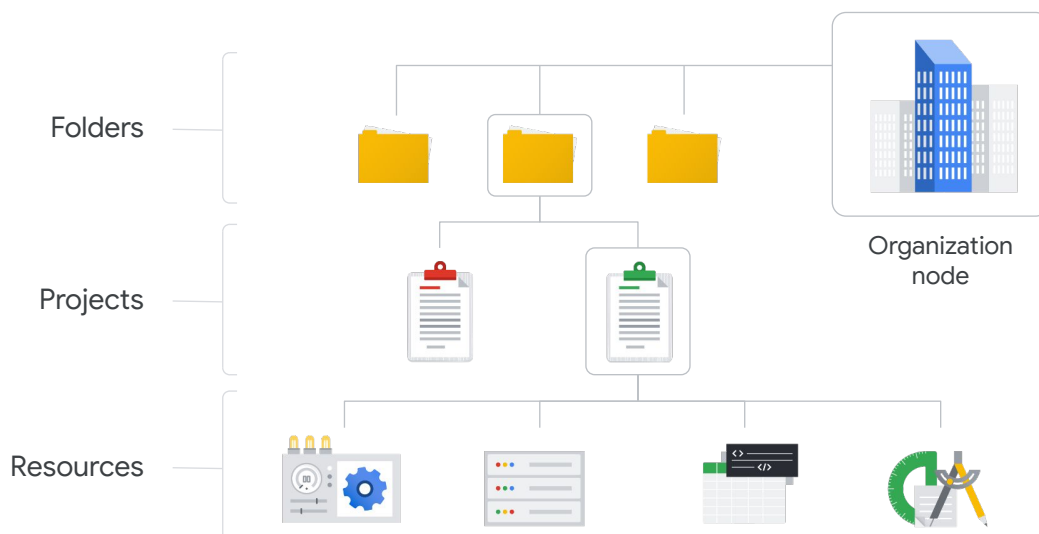 Folders
Organization
node
Projects
Resources